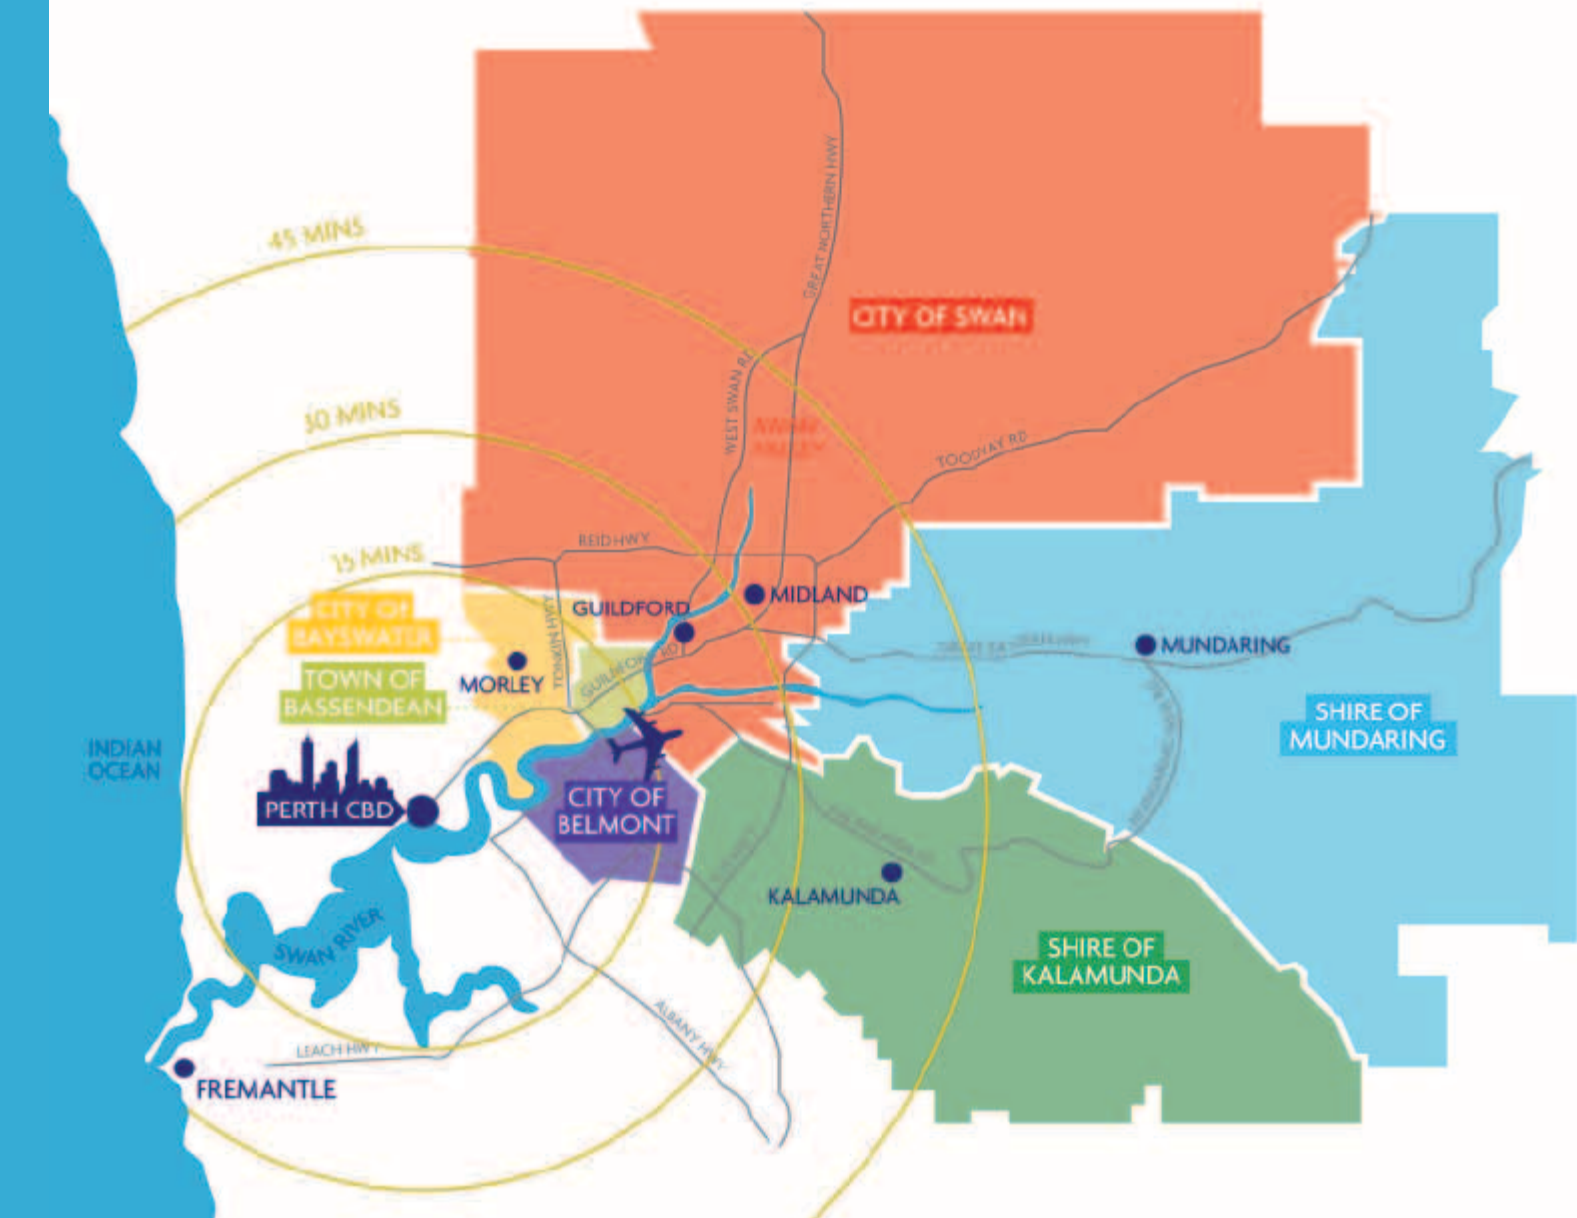 45 MINS
GREAT NORTHERN HWY
CITY OF SWAN
30 MINS
WEST SWAN RD
SWAN
VALLEY
TOODYAY RD
REID HWY
15 MINS
CITY OF
BAYSWATER
TONKIN HWY
GUILDFORD
MIDLAND
TOWN OF
BASSENDEAN
MORLEY
GUILDFORD RD
MUNDARING
SHIRE OF
MUNDARING
INDIAN
OCEAN
PERTH CBD
CITY OF
BELMONT
KALAMUNDA
SWAN RIVER
SHIRE OF
KALAMUNDA
ALBANY HWY
LEACH HWY
FREMANTLE